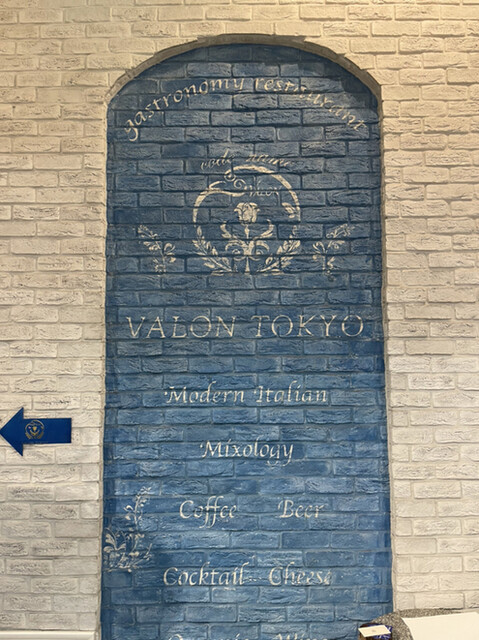 gastronomy restaurant
VALON TOKYO
Modern Italian
Mixology
Coffee Beer
Cocktail Cheese